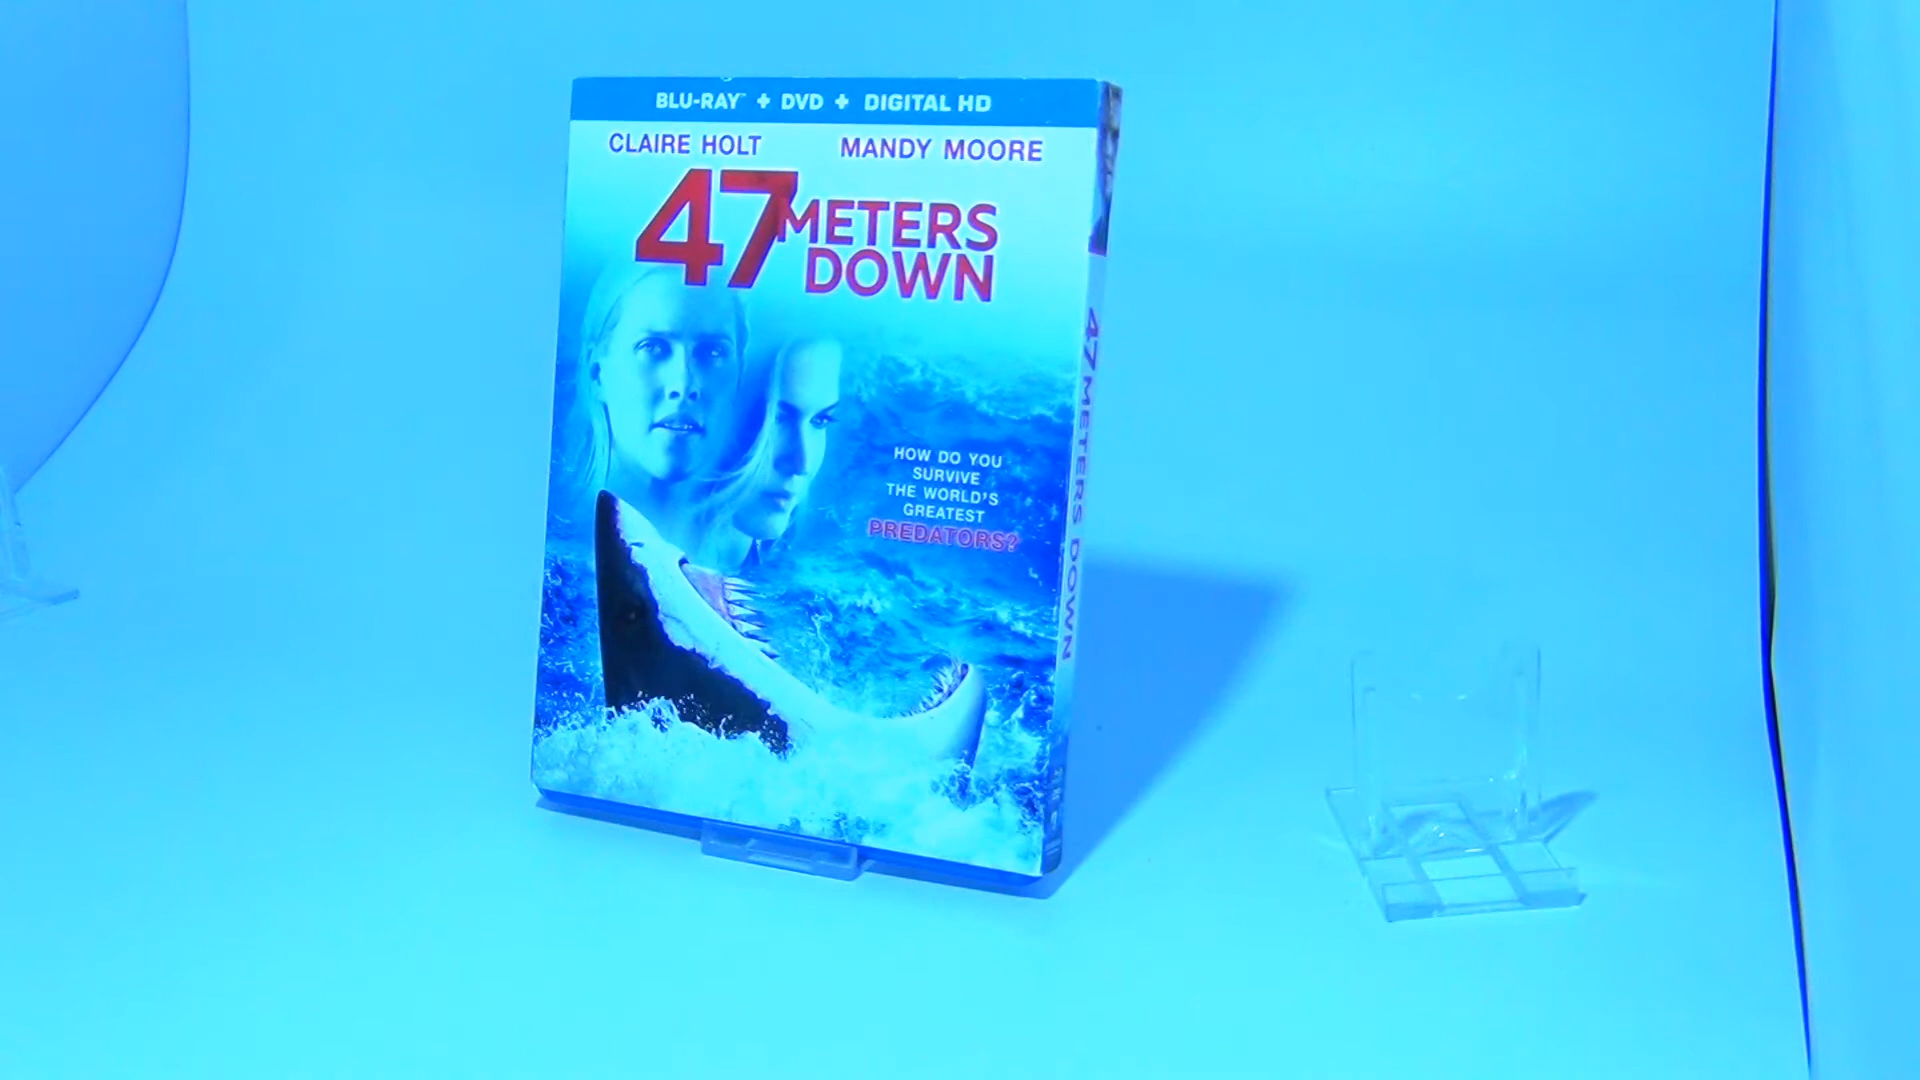 BLU-RAY™ + DVD + DIGITAL HD
CLAIRE HOLT MANDY MOORE
47 METERS
DOWN
HOW DO YOU
SURVIVE
THE WORLD'S
GREATEST
PREDATORS?
47 METERS DOWN